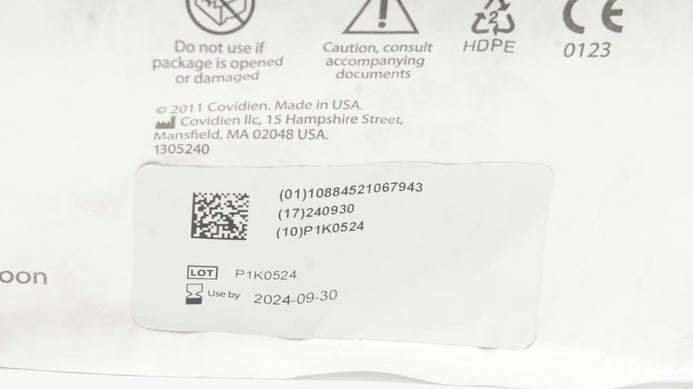 Do not use if
package is opened
or damaged
Caution, consult
accompanying
documents
2
HDPE
CE
0123
© 2011 Covidien. Made in USA.
Covidien llc, 15 Hampshire Street,
Mansfield, MA 02048 USA.
1305240
(01)10884521067943
(17)240930
(10)P1K0524
LOT P1K0524
Use by 2024-09-30
oon